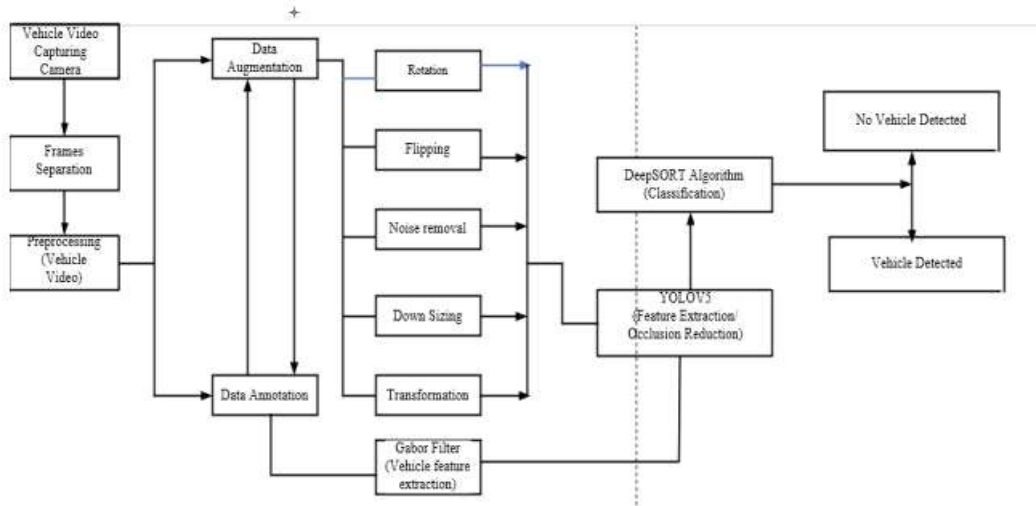 Vehicle Video
Capturing
Camera
Frames
Separation
Preprocessing
(Vehicle
Video)
Data
Augmentation
Data Annotation
Rotation
Flipping
Noise removal
Down Sizing
Transformation
Gabor Filter
(Vehicle feature
extraction)
YOLOV5
(Feature Extraction/
Occlusion Reduction)
DeepSORT Algorithm
(Classification)
No Vehicle Detected
Vehicle Detected